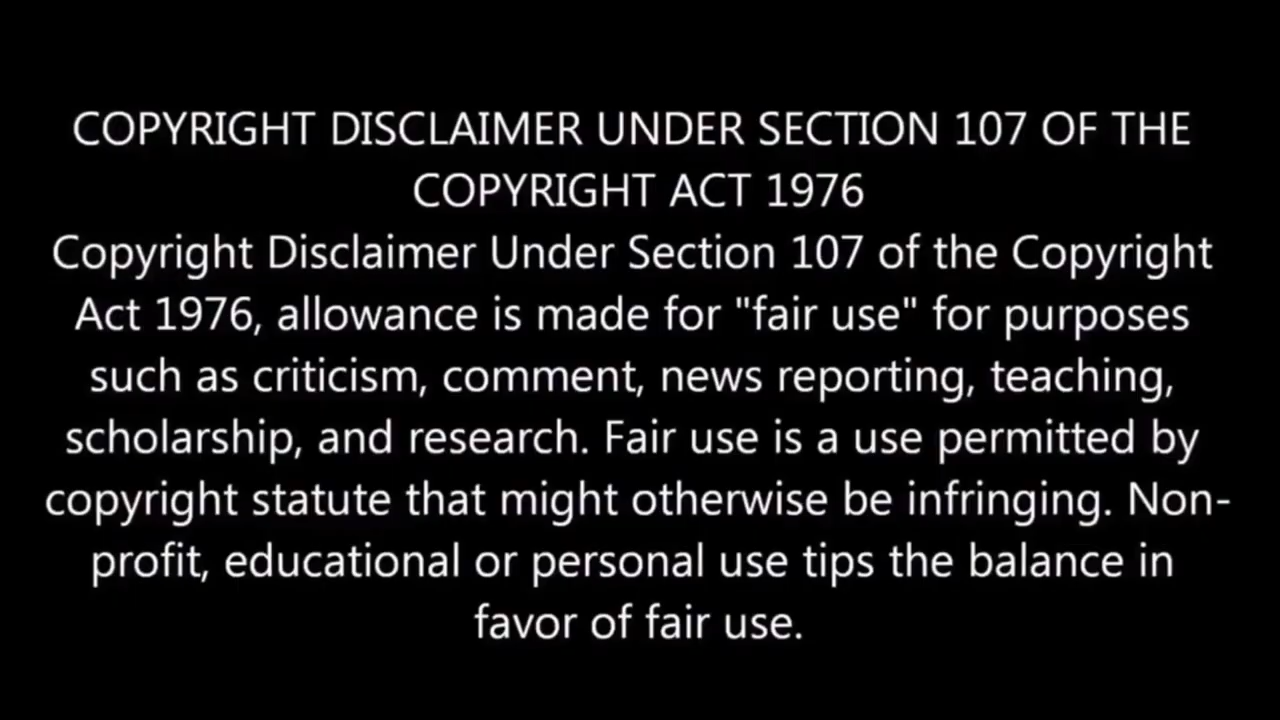 COPYRIGHT DISCLAIMER UNDER SECTION 107 OF THE
COPYRIGHT ACT 1976
Copyright Disclaimer Under Section 107 of the Copyright
Act 1976, allowance is made for "fair use" for purposes
such as criticism, comment, news reporting, teaching,
scholarship, and research. Fair use is a use permitted by
copyright statute that might otherwise be infringing. Non-
profit, educational or personal use tips the balance in
favor of fair use.